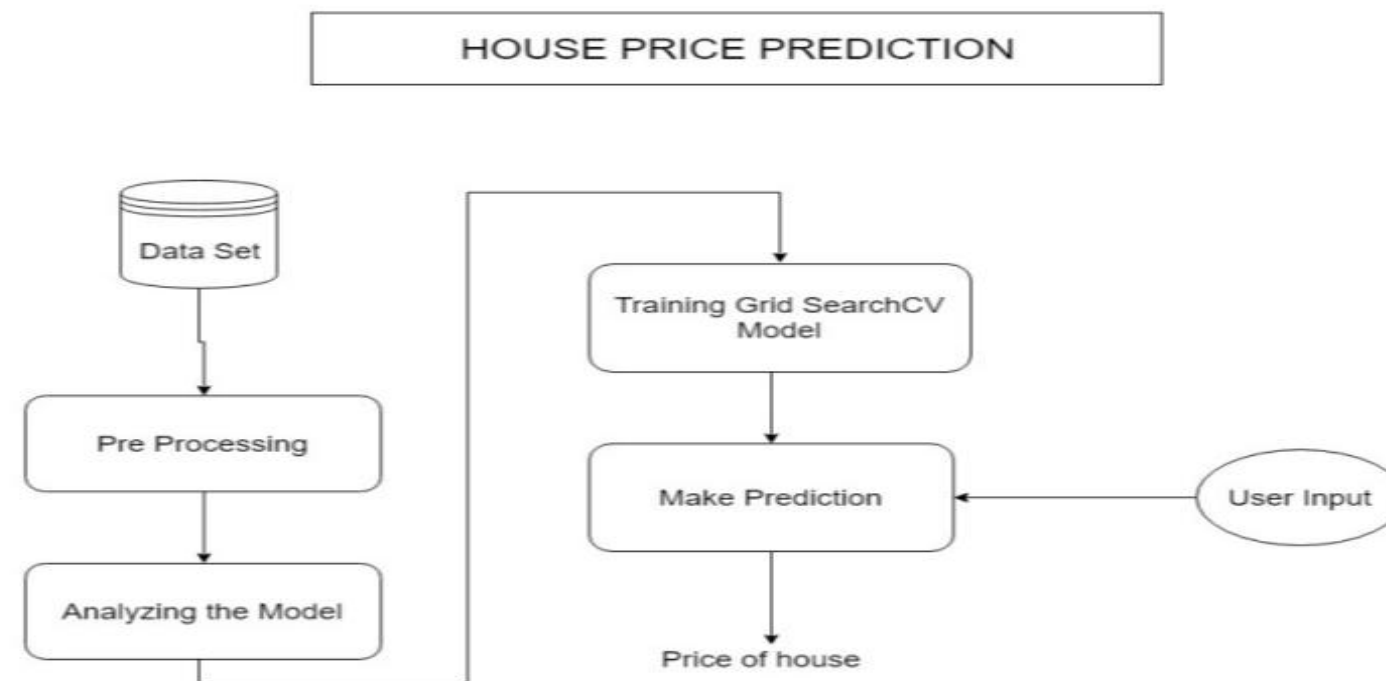 HOUSE PRICE PREDICTION
Data Set
Pre Processing
Analyzing the Model
Training Grid SearchCV
Model
Make Prediction
User Input
Price of house